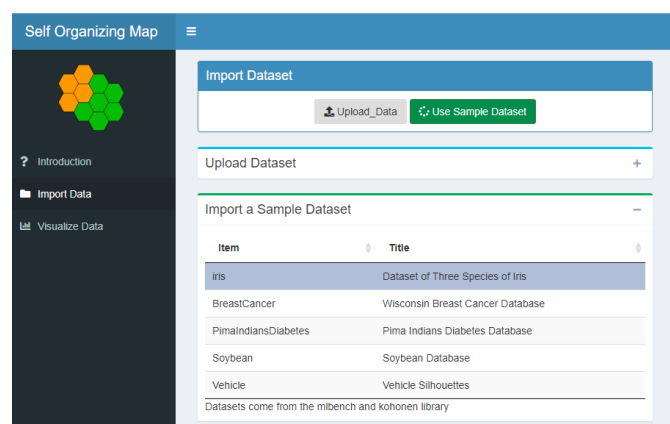 Self Organizing Map
Import Dataset
Upload_Data Use Sample Dataset
? Introduction
Import Data
Visualize Data
Upload Dataset +
Import a Sample Dataset −
Item Title
iris Dataset of Three Species of Iris
BreastCancer Wisconsin Breast Cancer Database
PimaIndiansDiabetes Pima Indians Diabetes Database
Soybean Soybean Database
Vehicle Vehicle Silhouettes
Datasets come from the mlbench and kohonen library